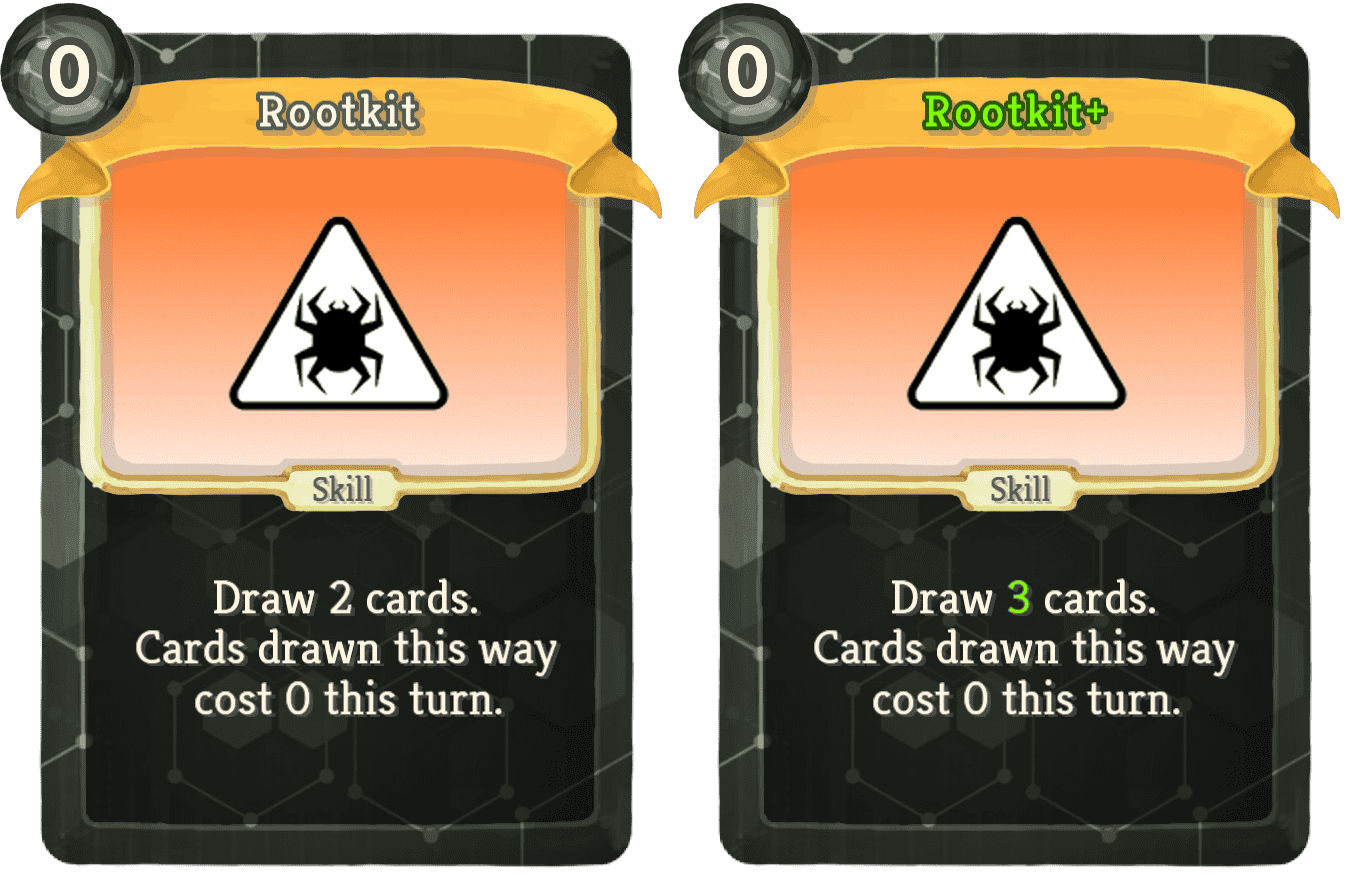 0
Rootkit
Skill
Draw 2 cards.
Cards drawn this way
cost 0 this turn.
0
Rootkit+
Skill
Draw 3 cards.
Cards drawn this way
cost 0 this turn.